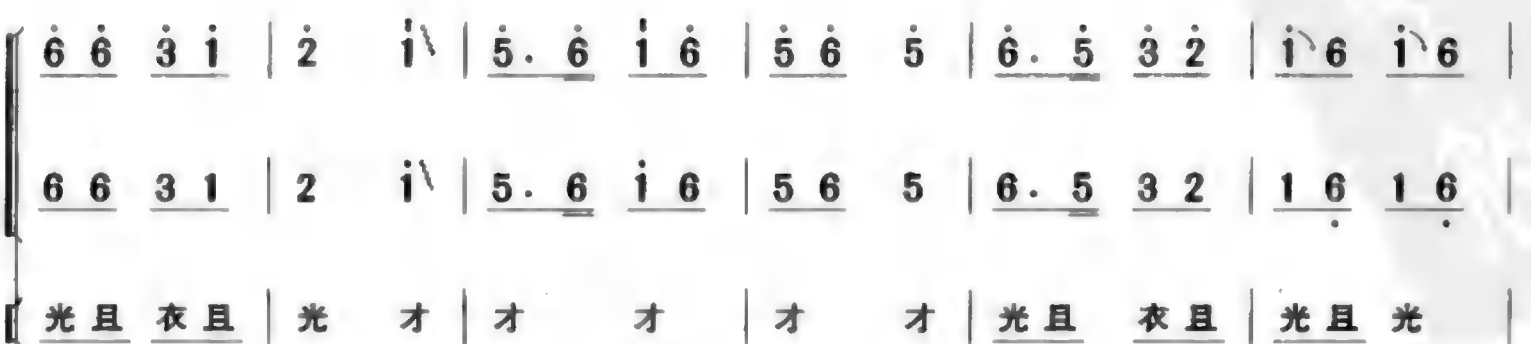 6̇ 6̇ 3̇ 1̇ | 2̇ 1̇ | 5̇. 6̇ 1̇ 6̇ | 5̇ 6̇ 5̇ | 6̇. 5̇ 3̇ 2̇ | 1̇ 6 1̇ 6 |
6 6 3 1 | 2 1̇ | 5. 6 1̇ 6 | 5 6 5 | 6. 5 3 2 | 1 6̣ 1 6̣ |
光且 衣且 | 光 才 | 才 才 | 才 才 | 光且 衣且 | 光且 光 |